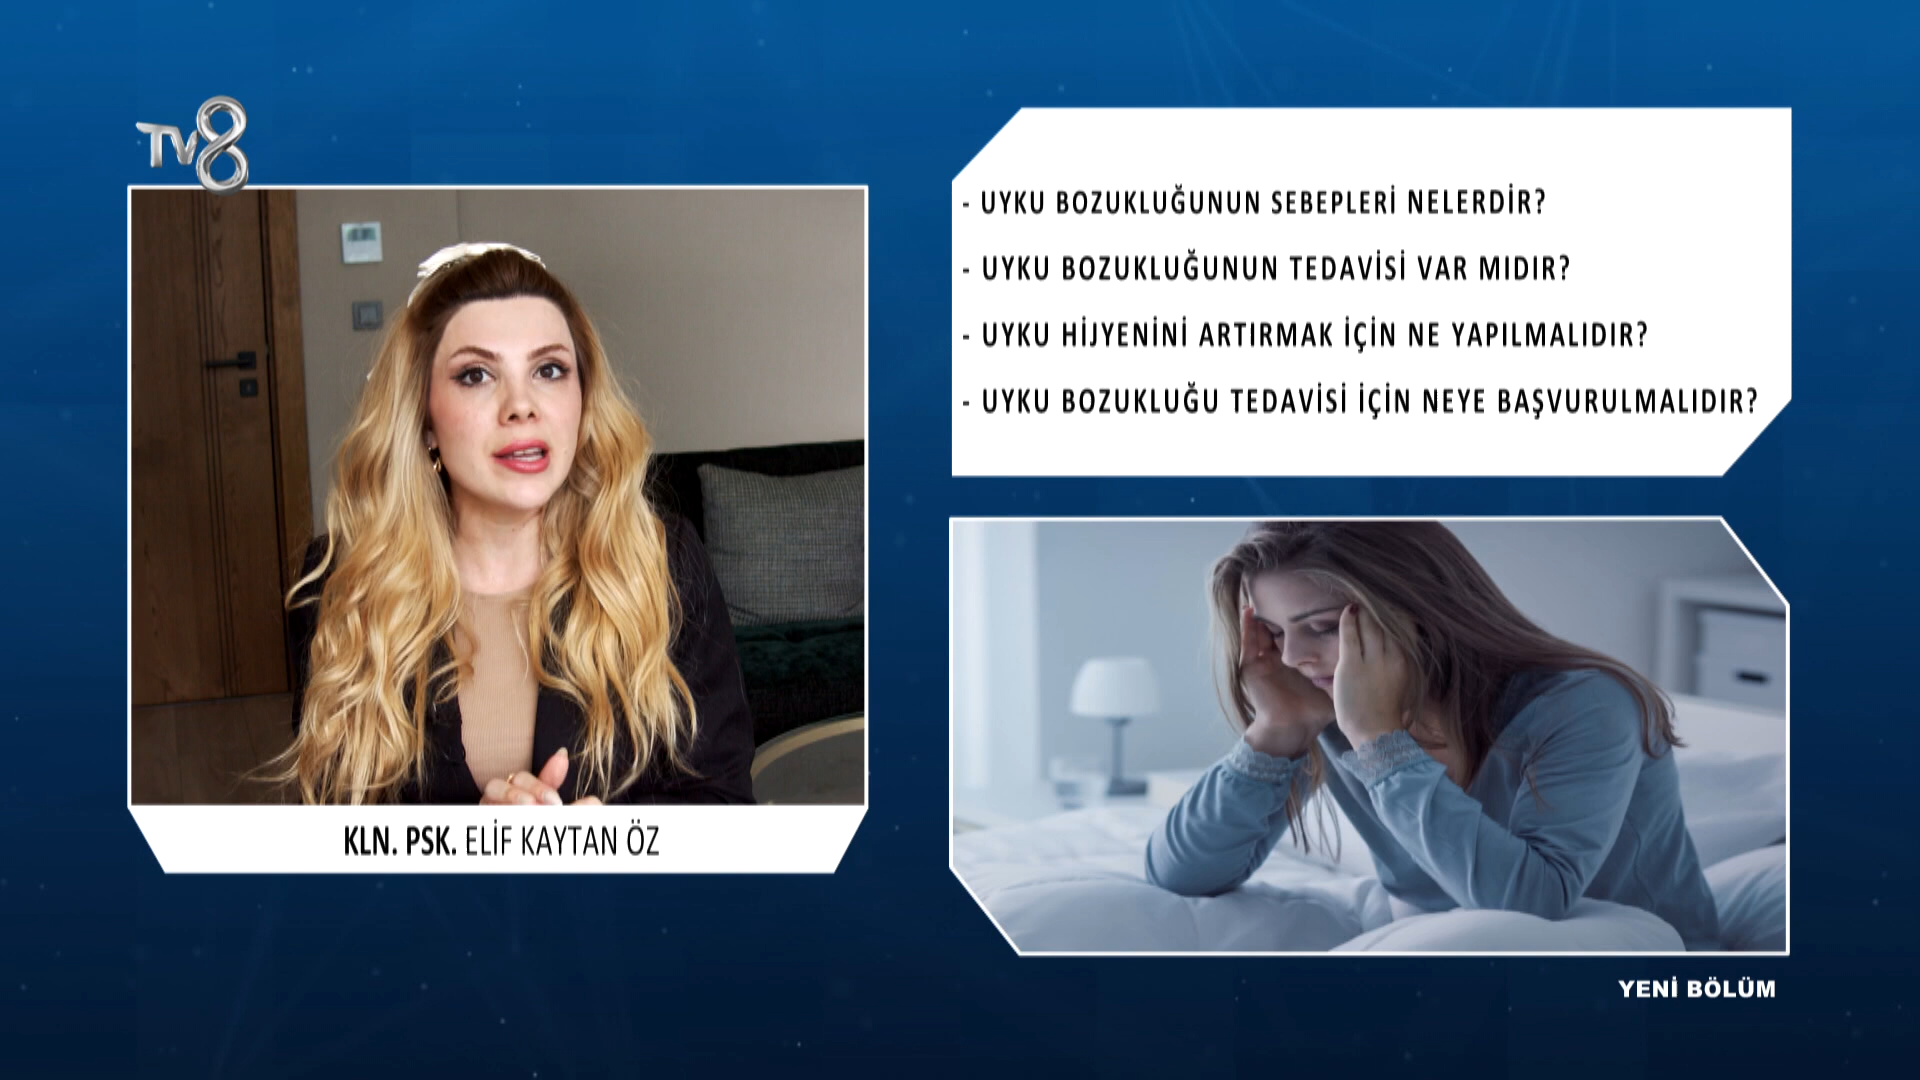 TV8
- UYKU BOZUKLUĞUNUN SEBEPLERİ NELERDİR?
- UYKU BOZUKLUĞUNUN TEDAVİSİ VAR MIDIR?
- UYKU HİJYENİNİ ARTIRMAK İÇİN NE YAPILMALIDIR?
- UYKU BOZUKLUĞU TEDAVİSİ İÇİN NEYE BAŞVURULMALIDIR?
KLN. PSK. ELİF KAYTAN ÖZ
YENİ BÖLÜM